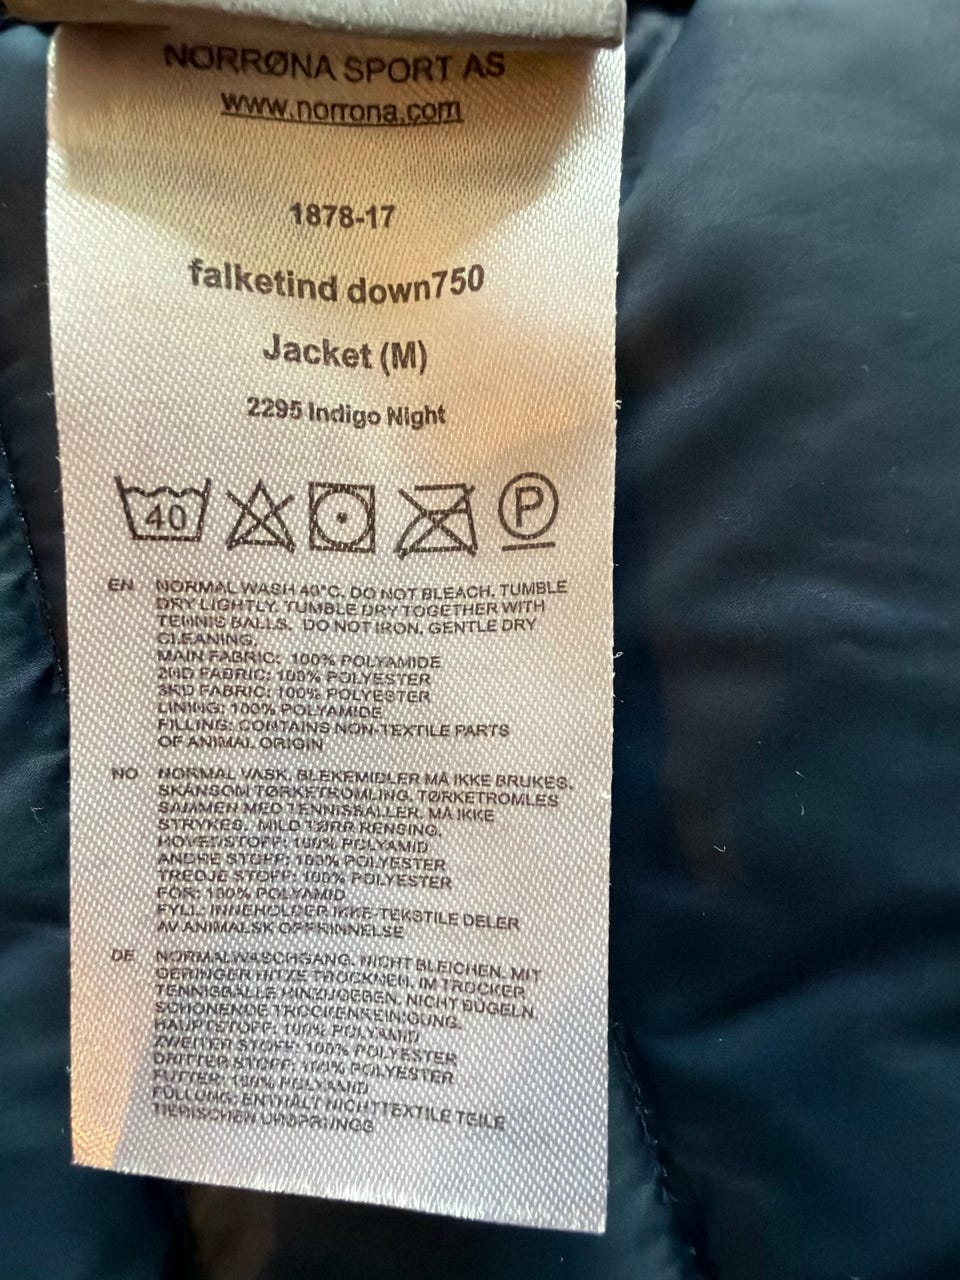 NORRØNA SPORT AS
www.norrona.com
1878-17
falketind down750
Jacket (M)
2295 Indigo Night
40 P
EN NORMAL WASH 40°C. DO NOT BLEACH. TUMBLE
DRY LIGHTLY. TUMBLE DRY TOGETHER WITH
TENNIS BALLS. DO NOT IRON. GENTLE DRY
CLEANING.
MAIN FABRIC: 100% POLYAMIDE
2ND FABRIC: 100% POLYESTER
3RD FABRIC: 100% POLYESTER
LINING: 100% POLYAMIDE
FILLING: CONTAINS NON-TEXTILE PARTS
OF ANIMAL ORIGIN
NO NORMAL VASK. BLEKEMIDLER MÅ IKKE BRUKES.
SKÅNSOM TØRKETROMLING. TØRKETROMLES
SAMMEN MED TENNISBALLER. MÅ IKKE
STRYKES. MILD TØRR RENSING.
HOVEDSTOFF: 100% POLYAMID
ANDRE STOFF: 100% POLYESTER
TREDJE STOFF: 100% POLYESTER
FÔR: 100% POLYAMID
FYLL: INNEHOLDER IKKE-TEKSTILE DELER
AV ANIMALSK OPPRINNELSE
DE NORMALWASCHGANG. NICHT BLEICHEN. MIT
GERINGER HITZE TROCKNEN. IM TROCKER
TENNISBÄLLE HINZUGEBEN. NICHT BÜGELN.
SCHONENDE TROCKENREINIGUNG.
HAUPTSTOFF: 100% POLYAMID
ZWEITER STOFF: 100% POLYESTER
DRITTER STOFF: 100% POLYESTER
FUTTER: 100% POLYAMID
FÜLLUNG: ENTHÄLT NICHTTEXTILE TEILE
TIERISCHEN URSPRUNGS